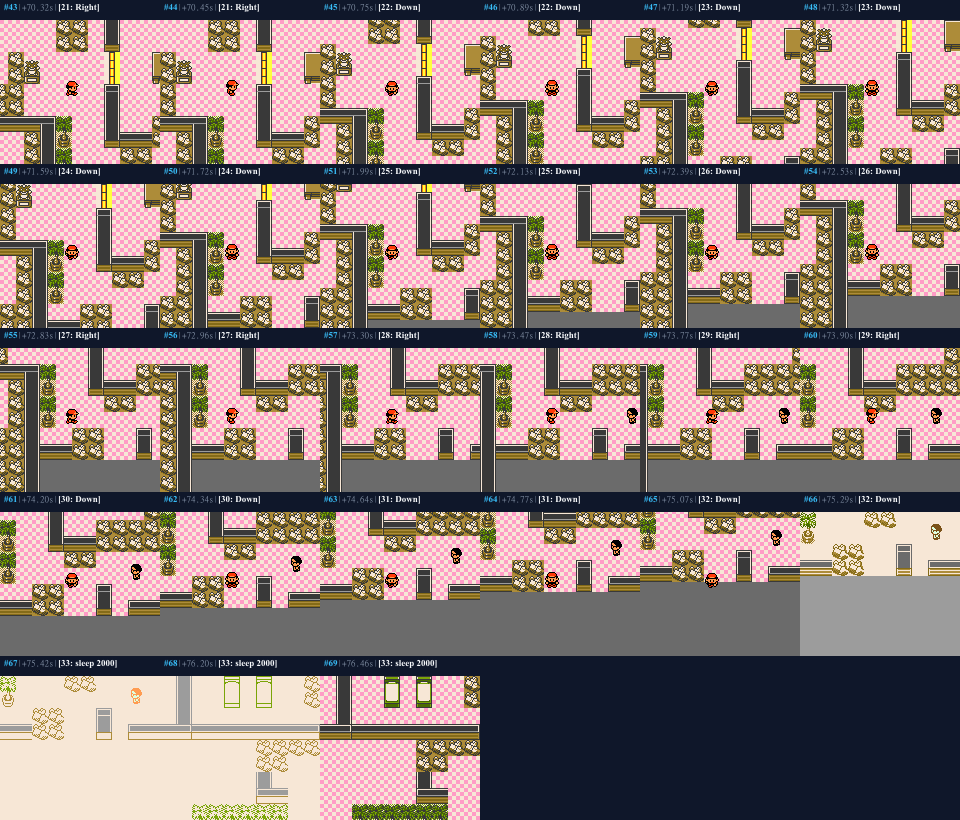 #43|+70.32s| [21: Right]
#44|+70.45s| [21: Right]
#45|+70.75s| [22: Down]
#46|+70.89s| [22: Down]
#47|+71.19s| [23: Down]
#48|+71.32s| [23: Down]
#49|+71.59s| [24: Down]
#50|+71.72s| [24: Down]
#51|+71.99s| [25: Down]
#52|+72.13s| [25: Down]
#53|+72.39s| [26: Down]
#54|+72.53s| [26: Down]
#55|+72.83s| [27: Right]
#56|+72.96s| [27: Right]
#57|+73.30s| [28: Right]
#58|+73.47s| [28: Right]
#59|+73.77s| [29: Right]
#60|+73.90s| [29: Right]
#61|+74.20s| [30: Down]
#62|+74.34s| [30: Down]
#63|+74.64s| [31: Down]
#64|+74.77s| [31: Down]
#65|+75.07s| [32: Down]
#66|+75.29s| [32: Down]
#67|+75.42s| [33: sleep 2000]
#68|+76.20s| [33: sleep 2000]
#69|+76.46s| [33: sleep 2000]